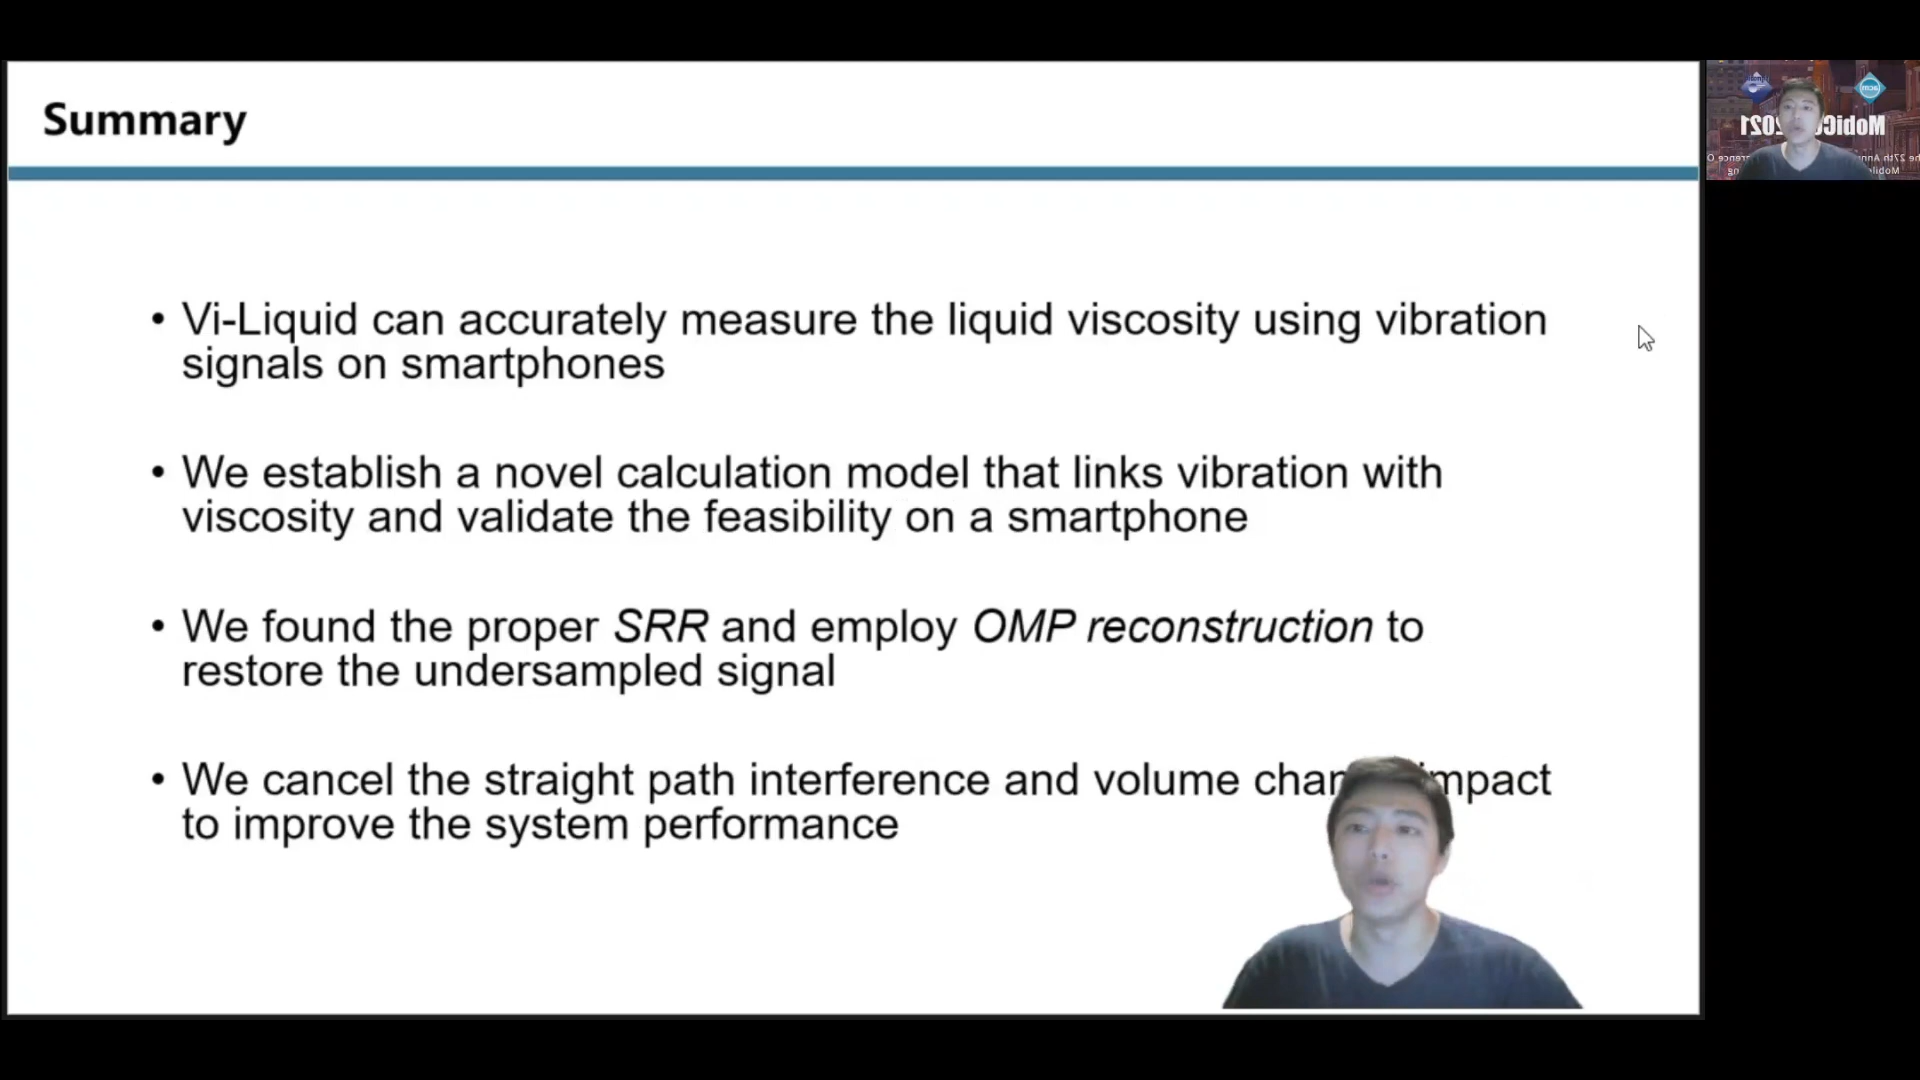 Summary
• Vi-Liquid can accurately measure the liquid viscosity using vibration
signals on smartphones
• We establish a novel calculation model that links vibration with
viscosity and validate the feasibility on a smartphone
• We found the proper SRR and employ OMP reconstruction to
restore the undersampled signal
• We cancel the straight path interference and volume impact
to improve the system performance
acm
2021
27th